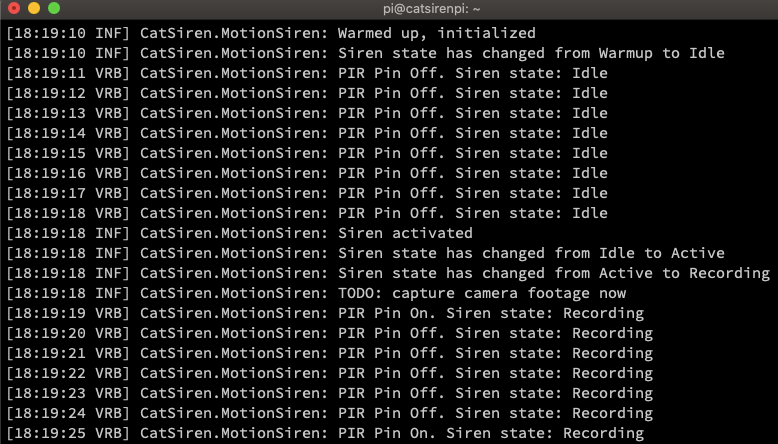 pi@catsirenpi: ~
[18:19:10 INF] CatSiren.MotionSiren: Warmed up, initialized
[18:19:10 INF] CatSiren.MotionSiren: Siren state has changed from Warmup to Idle
[18:19:11 VRB] CatSiren.MotionSiren: PIR Pin Off. Siren state: Idle
[18:19:12 VRB] CatSiren.MotionSiren: PIR Pin Off. Siren state: Idle
[18:19:13 VRB] CatSiren.MotionSiren: PIR Pin Off. Siren state: Idle
[18:19:14 VRB] CatSiren.MotionSiren: PIR Pin Off. Siren state: Idle
[18:19:15 VRB] CatSiren.MotionSiren: PIR Pin Off. Siren state: Idle
[18:19:16 VRB] CatSiren.MotionSiren: PIR Pin Off. Siren state: Idle
[18:19:17 VRB] CatSiren.MotionSiren: PIR Pin Off. Siren state: Idle
[18:19:18 VRB] CatSiren.MotionSiren: PIR Pin Off. Siren state: Idle
[18:19:18 INF] CatSiren.MotionSiren: Siren activated
[18:19:18 INF] CatSiren.MotionSiren: Siren state has changed from Idle to Active
[18:19:18 INF] CatSiren.MotionSiren: Siren state has changed from Active to Recording
[18:19:18 INF] CatSiren.MotionSiren: TODO: capture camera footage now
[18:19:19 VRB] CatSiren.MotionSiren: PIR Pin On. Siren state: Recording
[18:19:20 VRB] CatSiren.MotionSiren: PIR Pin Off. Siren state: Recording
[18:19:21 VRB] CatSiren.MotionSiren: PIR Pin Off. Siren state: Recording
[18:19:22 VRB] CatSiren.MotionSiren: PIR Pin Off. Siren state: Recording
[18:19:23 VRB] CatSiren.MotionSiren: PIR Pin Off. Siren state: Recording
[18:19:24 VRB] CatSiren.MotionSiren: PIR Pin Off. Siren state: Recording
[18:19:25 VRB] CatSiren.MotionSiren: PIR Pin On. Siren state: Recording